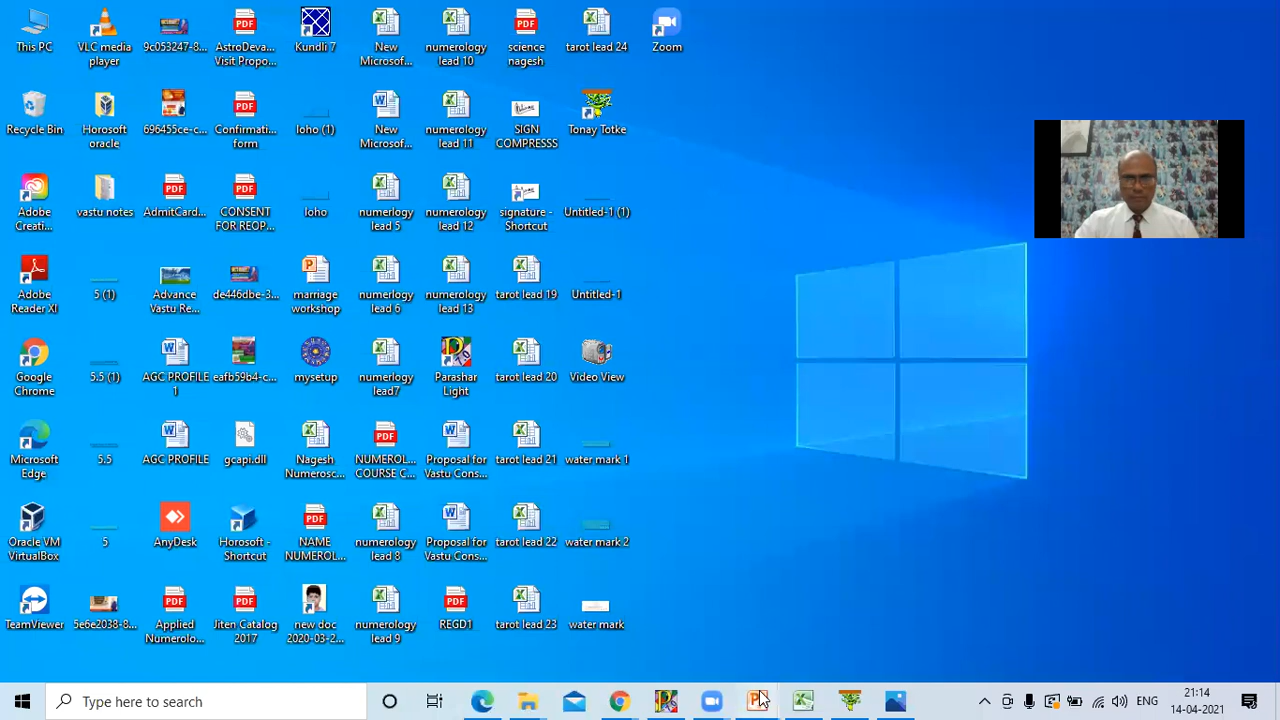 This PC
VLC media
player
9c053247-8...
AstroDeva...
Visit Propo...
Kundli 7
New
Microsof...
numerology
lead 10
science
nagesh
tarot lead 24
Zoom
Recycle Bin
Horosoft
oracle
696455ce-c...
Confirmati...
form
loho (1)
New
Microsof...
numerology
lead 11
SIGN
COMPRESSS
Tonay Totke
Adobe
Creati...
vastu notes
AdmitCard...
CONSENT
FOR REOP...
loho
numerlogy
lead 5
numerology
lead 12
signature -
Shortcut
Untitled-1 (1)
Adobe
Reader XI
5 (1)
Advance
Vastu Re...
de446dbe-3...
marriage
workshop
numerlogy
lead 6
numerology
lead 13
tarot lead 19
Untitled-1
Google
Chrome
5.5 (1)
AGC PROFILE
1
eafb59b4-c...
mysetup
numerlogy
lead7
Parashar
Light
tarot lead 20
Video View
Microsoft
Edge
5.5
AGC PROFILE
gcapi.dll
Nagesh
Numerosc...
NUMEROL...
COURSE C...
Proposal for
Vastu Cons...
tarot lead 21
water mark 1
Oracle VM
VirtualBox
5
AnyDesk
Horosoft -
Shortcut
NAME
NUMEROL...
numerology
lead 8
Proposal for
Vastu Cons...
tarot lead 22
water mark 2
TeamViewer
5e6e2038-8...
Applied
Numerolo...
Jiten Catalog
2017
new doc
2020-03-2...
numerology
lead 9
REGD1
tarot lead 23
water mark
Type here to search
ENG
21:14
14-04-2021